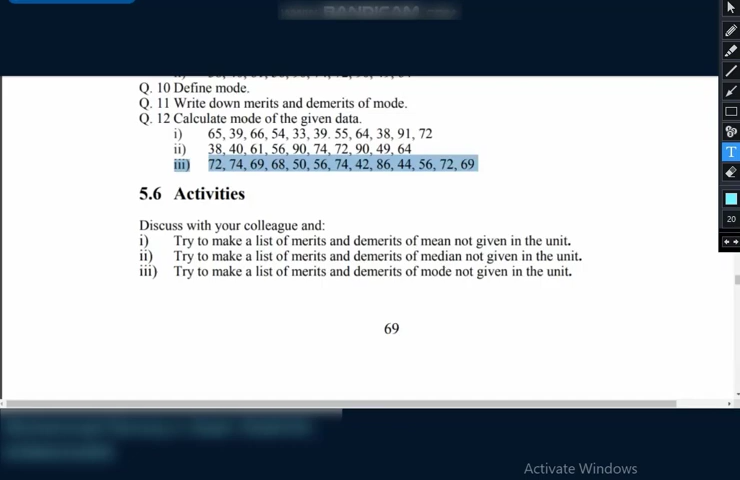 BANDICAM
Q. 10 Define mode.
Q. 11 Write down merits and demerits of mode.
Q. 12 Calculate mode of the given data.
i) 65, 39, 66, 54, 33, 39. 55, 64, 38, 91, 72
ii) 38, 40, 61, 56, 90, 74, 72, 90, 49, 64
iii) 72, 74, 69, 68, 50, 56, 74, 42, 86, 44, 56, 72, 69
5.6 Activities
Discuss with your colleague and:
i) Try to make a list of merits and demerits of mean not given in the unit.
ii) Try to make a list of merits and demerits of median not given in the unit.
iii) Try to make a list of merits and demerits of mode not given in the unit.
69
T
20
Activate Windows